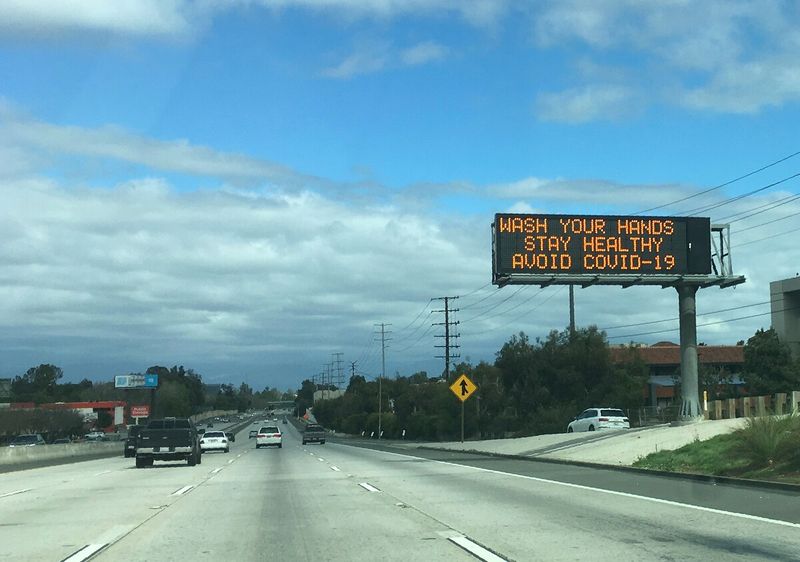 WASH YOUR HANDS
STAY HEALTHY
AVOID COVID-19